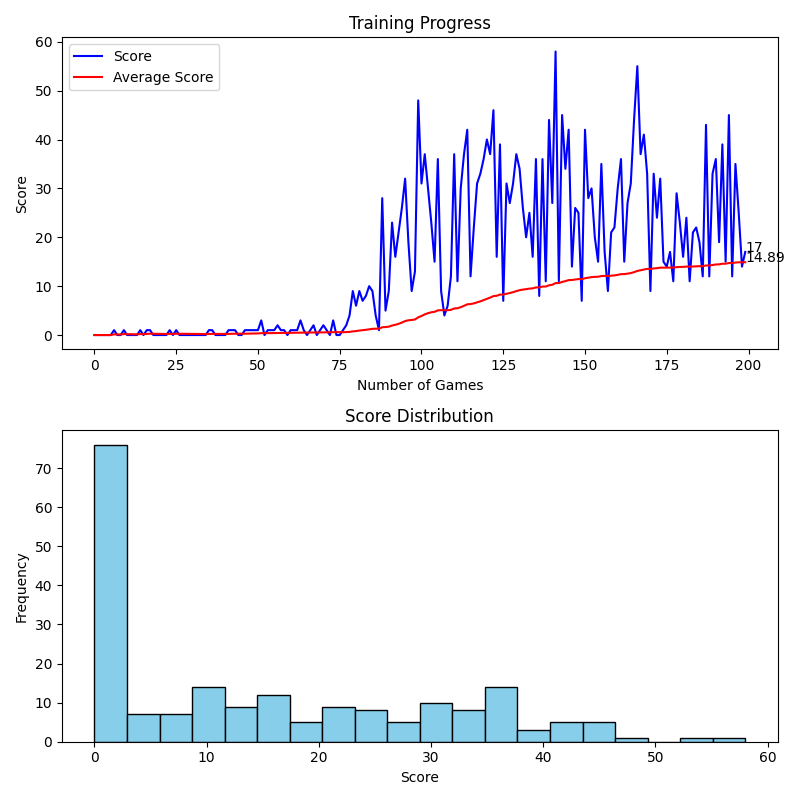 Training Progress
Score
Average Score
60
50
40
30
20
10
0
Score
17
14.89
0 25 50 75 100 125 150 175 200
Number of Games
Score Distribution
70
60
50
40
30
20
10
0
Frequency
0 10 20 30 40 50 60
Score